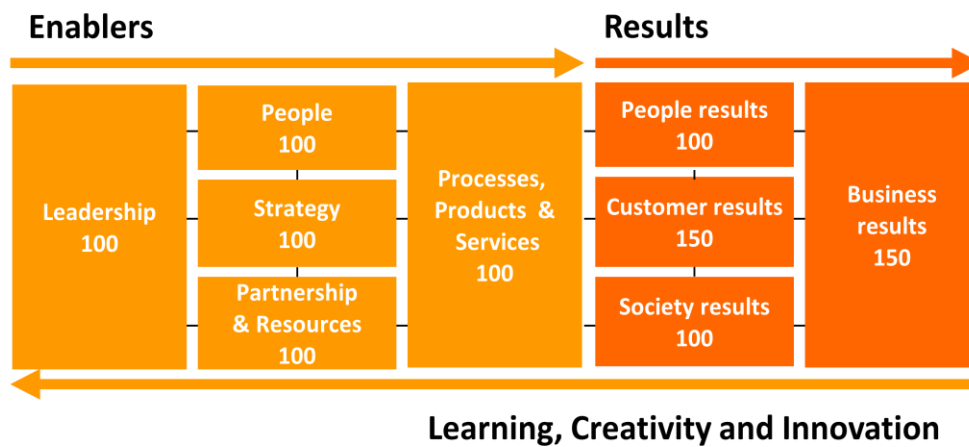 Enablers
Results
Leadership
100
People
100
Strategy
100
Partnership
& Resources
100
Processes,
Products & 
Services
100
People results
100
Customer results
150
Society results
100
Business
results
150
Learning, Creativity and Innovation